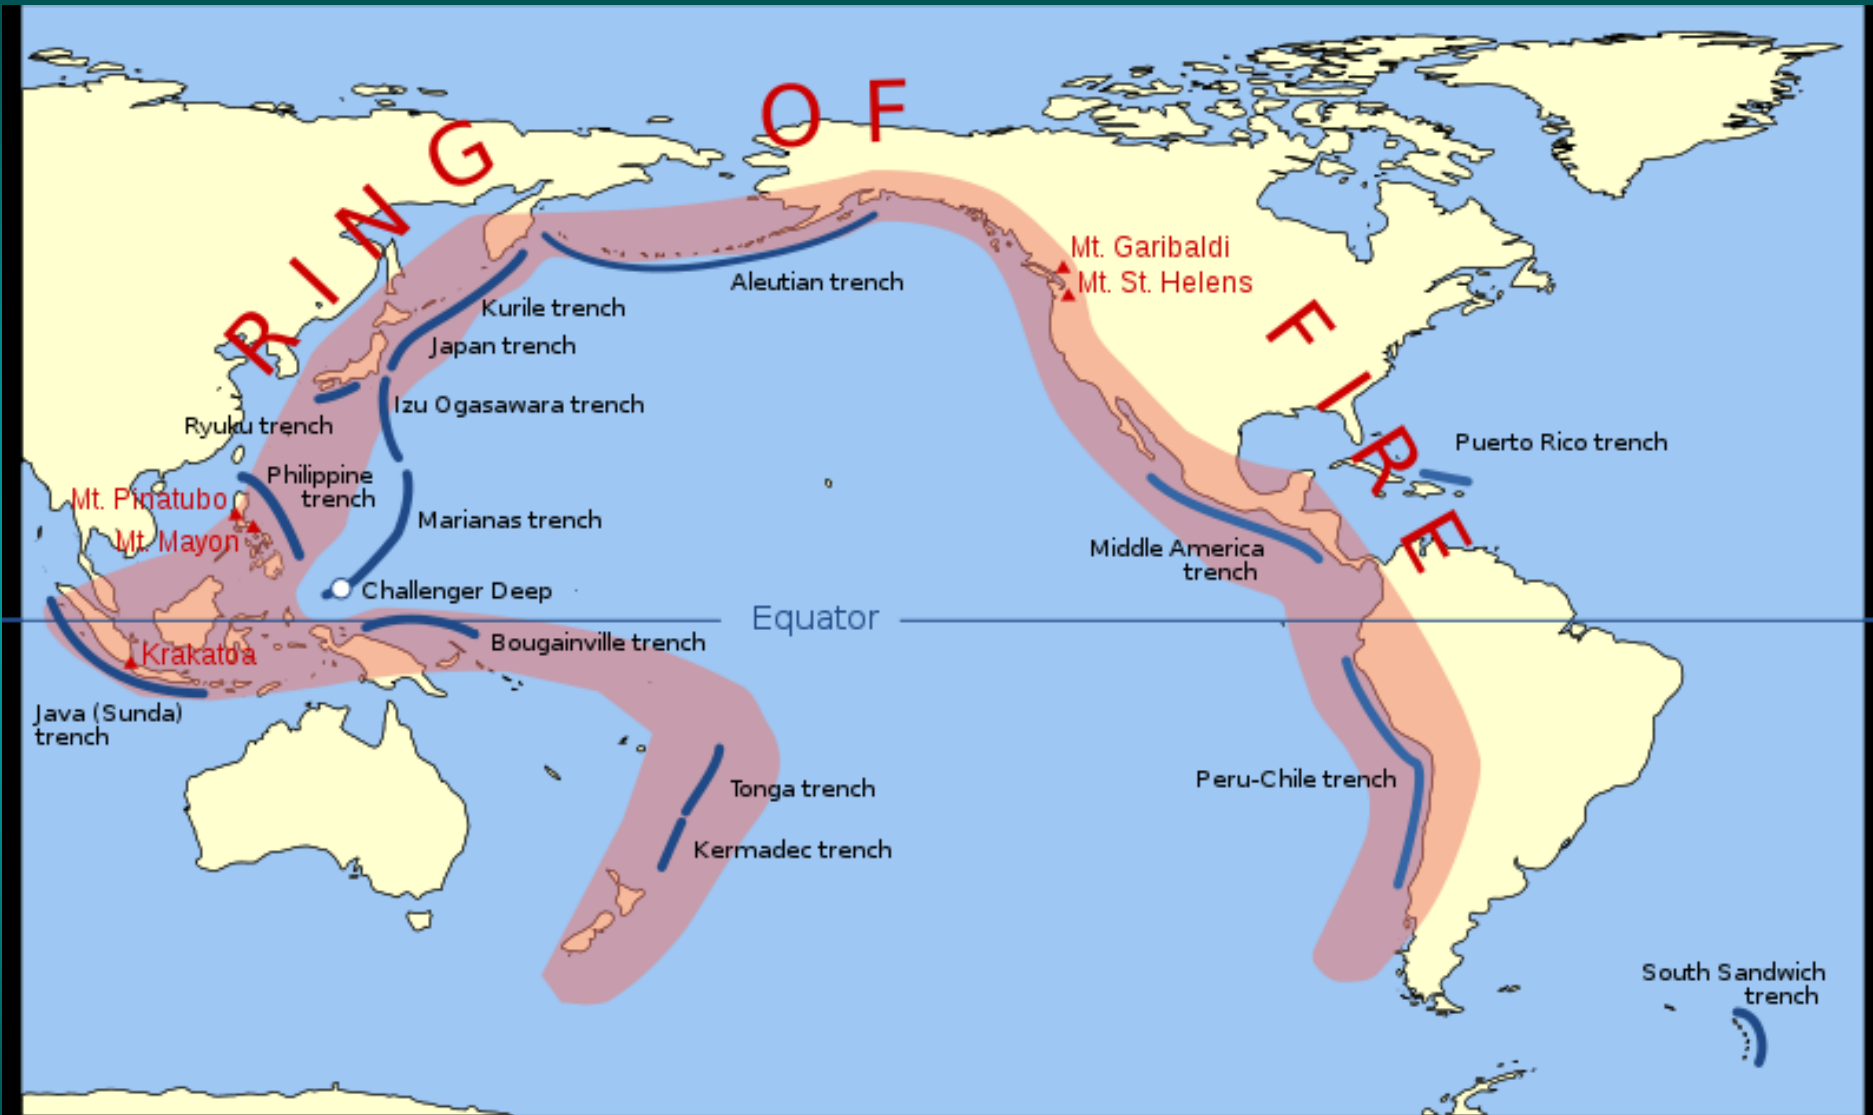 RING OF FIRE
Mt. Garibaldi
Mt. St. Helens
Aleutian trench
Kurile trench
Japan trench
Izu Ogasawara trench
Ryuku trench
Puerto Rico trench
Philippine
trench
Mt. Pinatubo
Marianas trench
Mt. Mayon
Middle America
trench
Challenger Deep
Equator
Bougainville trench
Krakatoa
Java (Sunda)
trench
Peru-Chile trench
Tonga trench
Kermadec trench
South Sandwich
trench